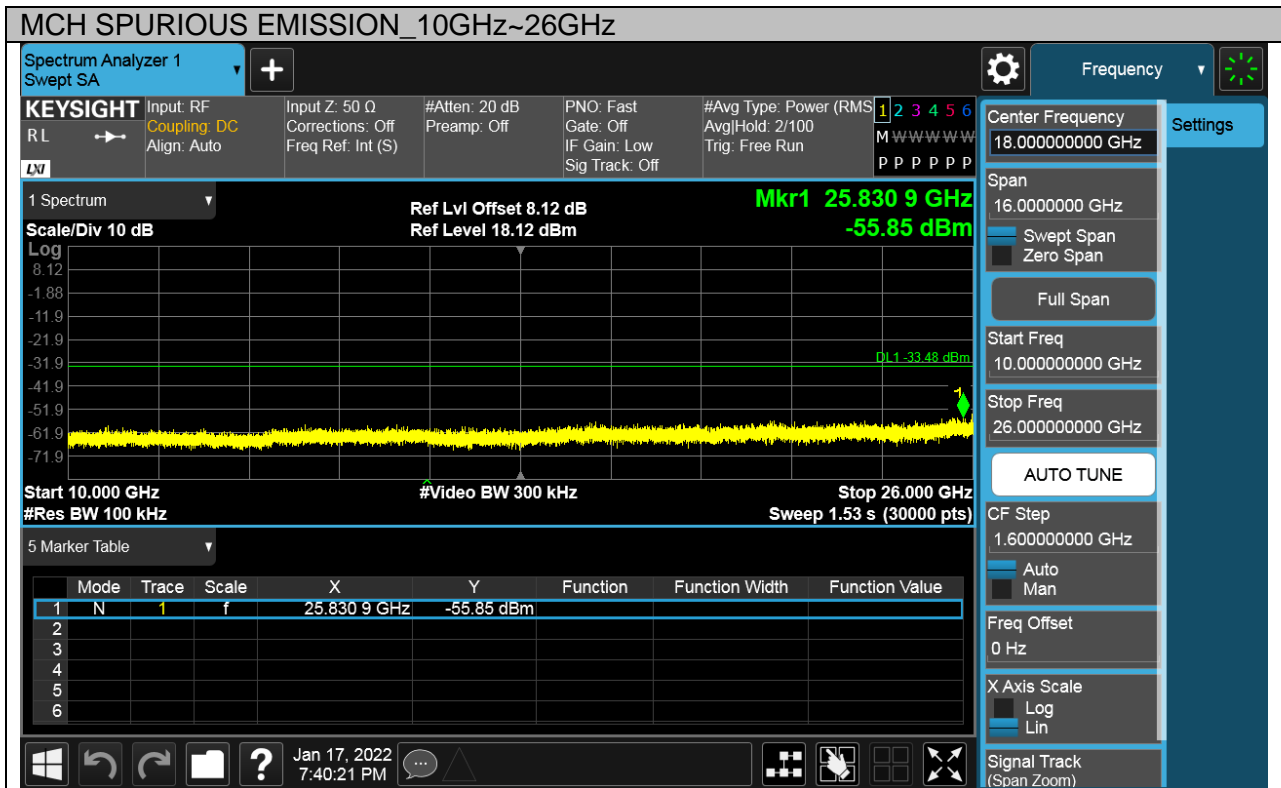 MCH SPURIOUS EMISSION_10GHz~26GHz
Spectrum Analyzer 1
Swept SA
Frequency
KEYSIGHT
RL
LXI
Input: RF
Coupling: DC
Align: Auto
Input Z: 50 Ω
Corrections: Off
Freq Ref: Int (S)
#Atten: 20 dB
Preamp: Off
PNO: Fast
Gate: Off
IF Gain: Low
Sig Track: Off
#Avg Type: Power (RMS
Avg|Hold: 2/100
Trig: Free Run
1 2 3 4 5 6
M W W W W W
P P P P P P
1 Spectrum
Scale/Div 10 dB
Ref Lvl Offset 8.12 dB
Ref Level 18.12 dBm
Mkr1 25.830 9 GHz
-55.85 dBm
Log
8.12
-1.88
-11.9
-21.9
-31.9
-41.9
-51.9
-61.9
-71.9
DL1 -33.48 dBm
1
Start 10.000 GHz
#Video BW 300 kHz
Stop 26.000 GHz
#Res BW 100 kHz
Sweep 1.53 s (30000 pts)
5 Marker Table
Mode Trace Scale X Y Function Function Width Function Value
1 N 1 f 25.830 9 GHz -55.85 dBm
2
3
4
5
6
Jan 17, 2022
7:40:21 PM
Center Frequency
18.000000000 GHz
Settings
Span
16.0000000 GHz
Swept Span
Zero Span
Full Span
Start Freq
10.000000000 GHz
Stop Freq
26.000000000 GHz
AUTO TUNE
CF Step
1.600000000 GHz
Auto
Man
Freq Offset
0 Hz
X Axis Scale
Log
Lin
Signal Track
(Span Zoom)